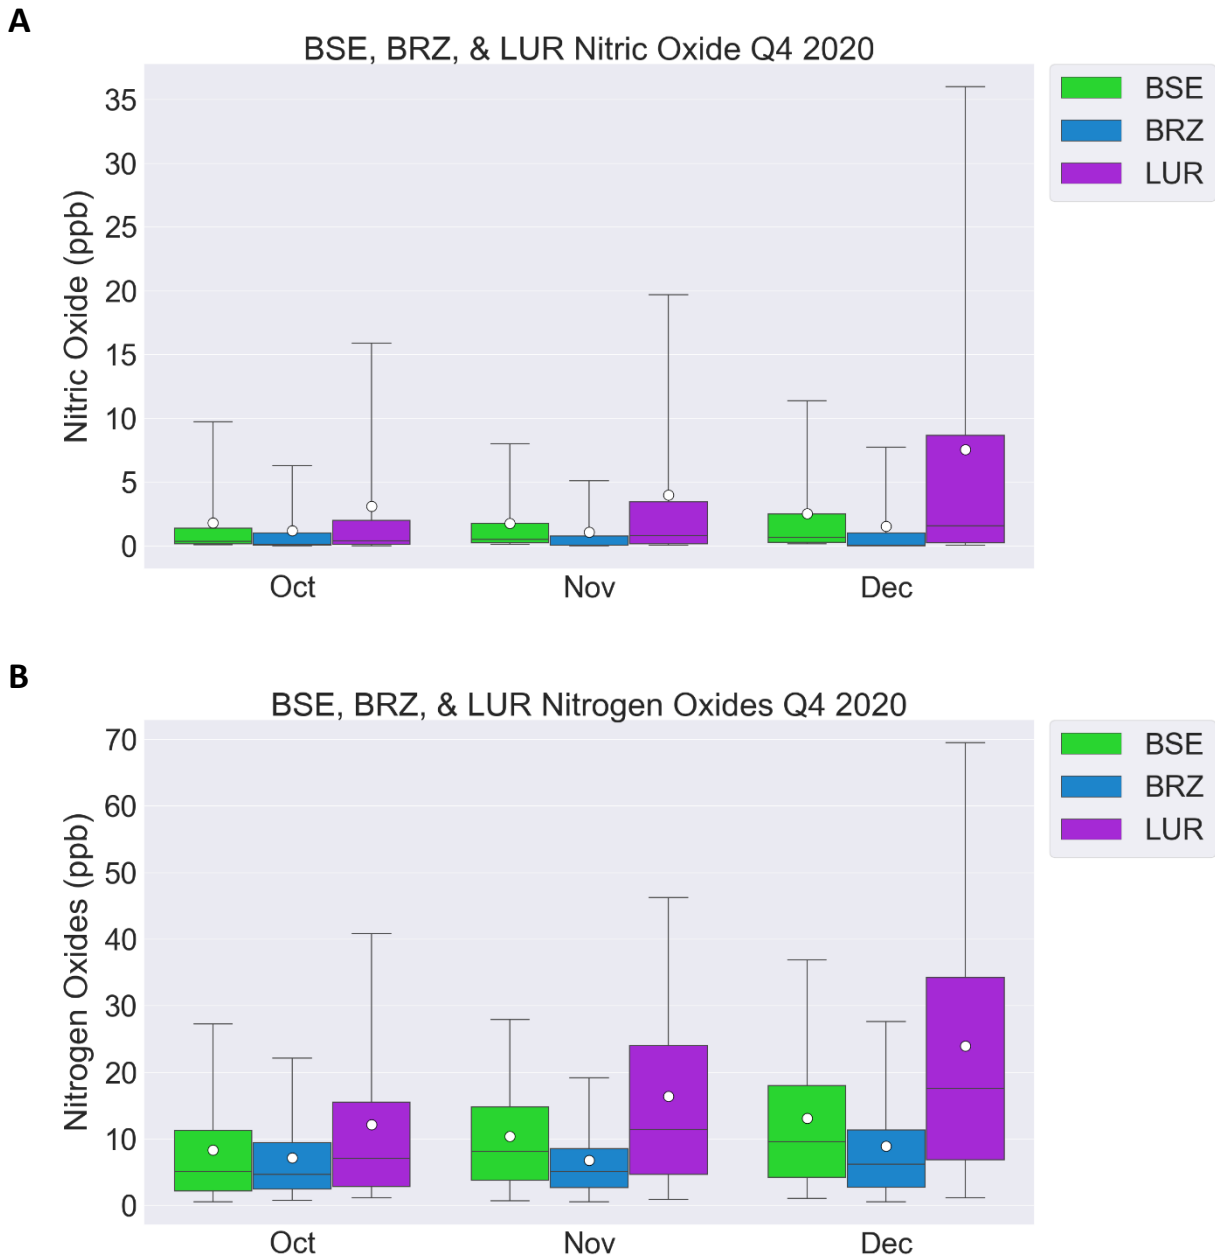 A
BSE, BRZ, & LUR Nitric Oxide Q4 2020
Nitric Oxide (ppb)
35
30
25
20
15
10
5
0
Oct Nov Dec
BSE
BRZ
LUR
B
BSE, BRZ, & LUR Nitrogen Oxides Q4 2020
Nitrogen Oxides (ppb)
70
60
50
40
30
20
10
0
Oct Nov Dec
BSE
BRZ
LUR